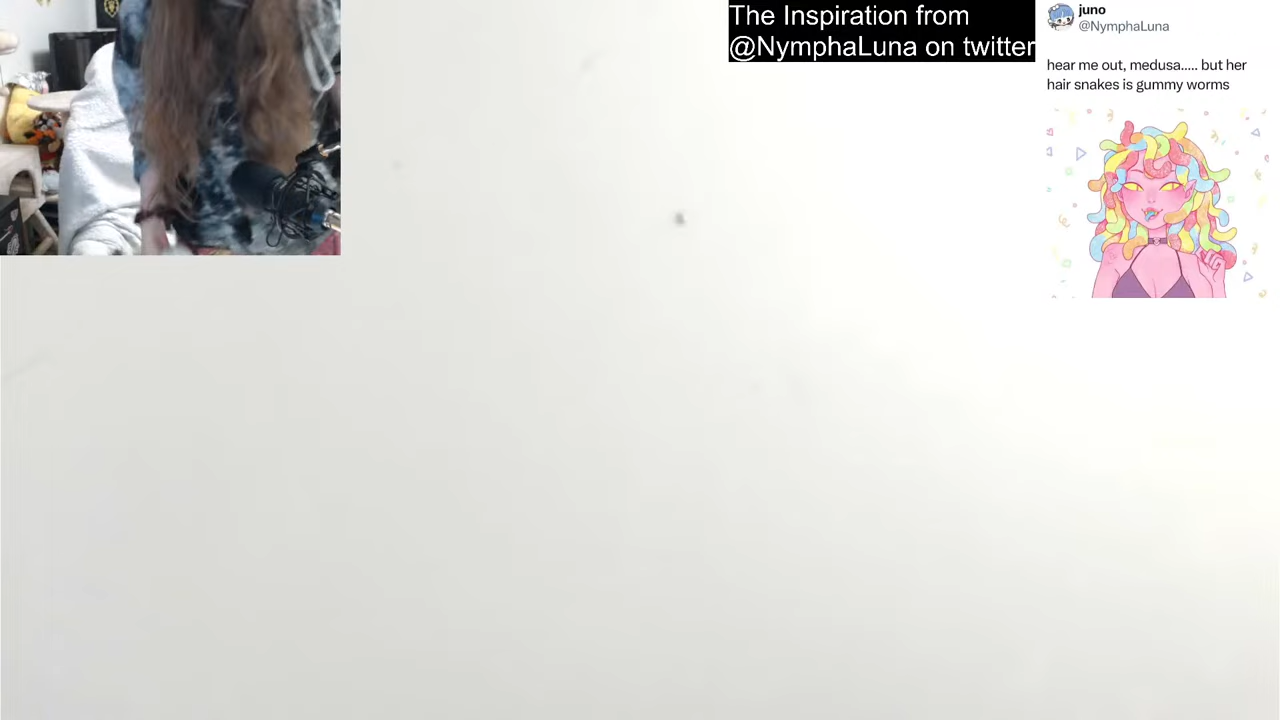 The Inspiration from
@NymphaLuna on twitter
juno
@NymphaLuna
hear me out, medusa..... but her
hair snakes is gummy worms